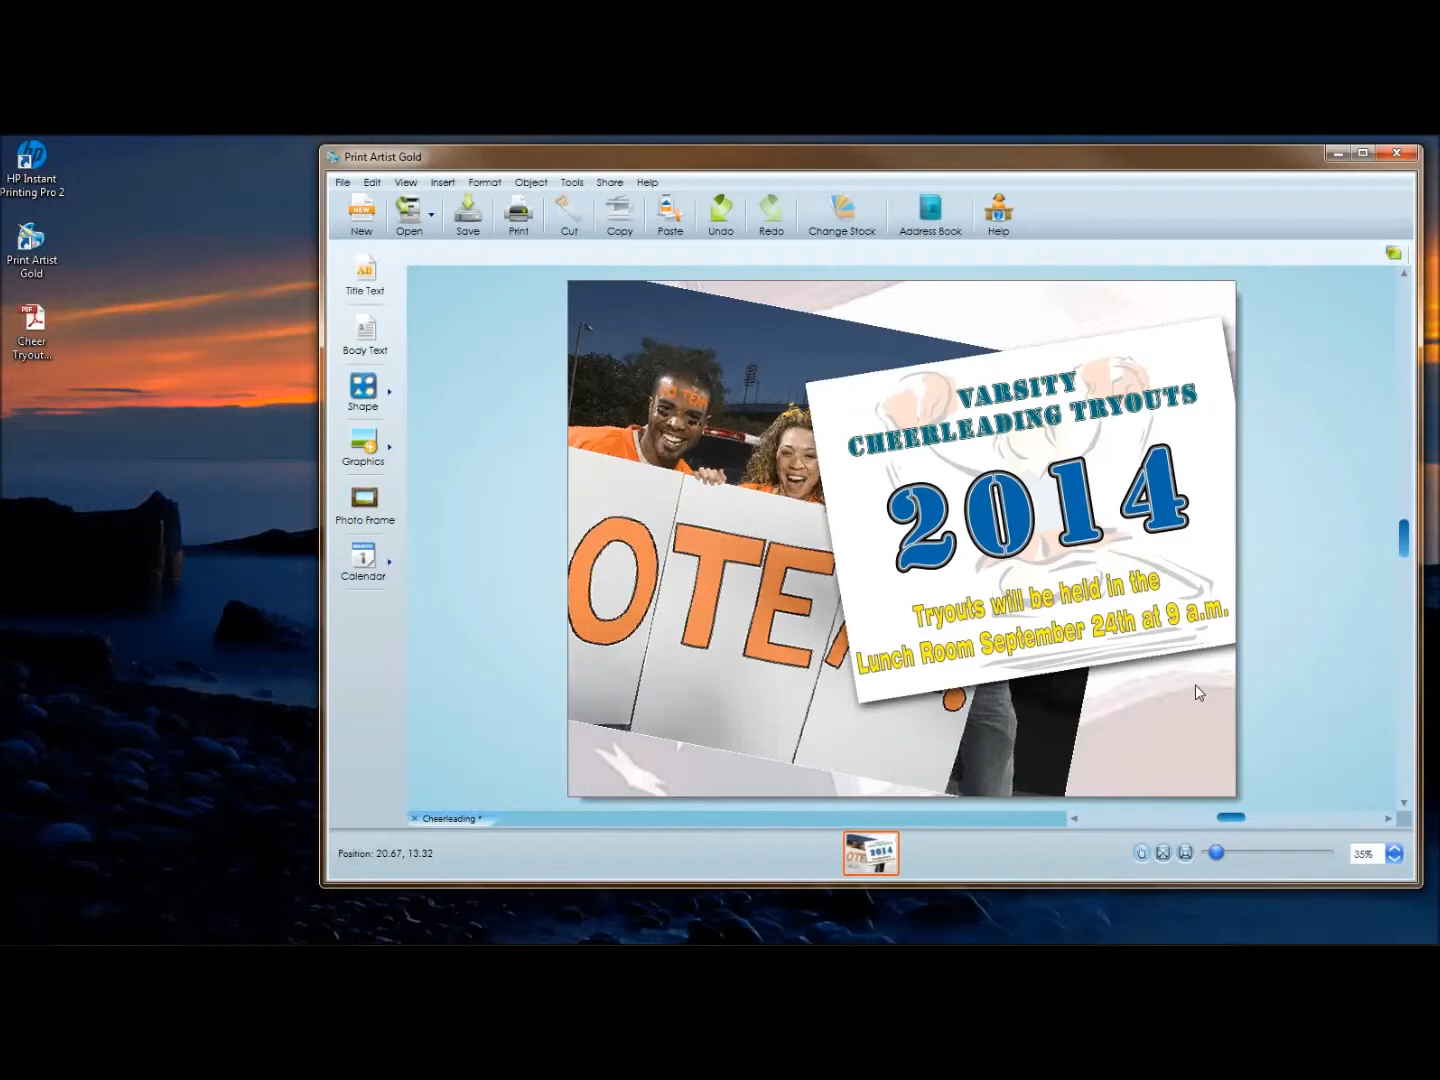 HP Instant
Printing Pro 2
Print Artist
Gold
PDF
Cheer
Tryout...
Print Artist Gold
File Edit View Insert Format Object Tools Share Help
New Open Save Print Cut Copy Paste Undo Redo Change Stock Address Book Help
Title Text
Body Text
Shape
Graphics
Photo Frame
Calendar
VARSITY
CHEERLEADING TRYOUTS
2014
Tryouts will be held in the
Lunch Room September 24th at 9 a.m.
OTE
Cheerleading *
Position: 20.67, 13.32
35%